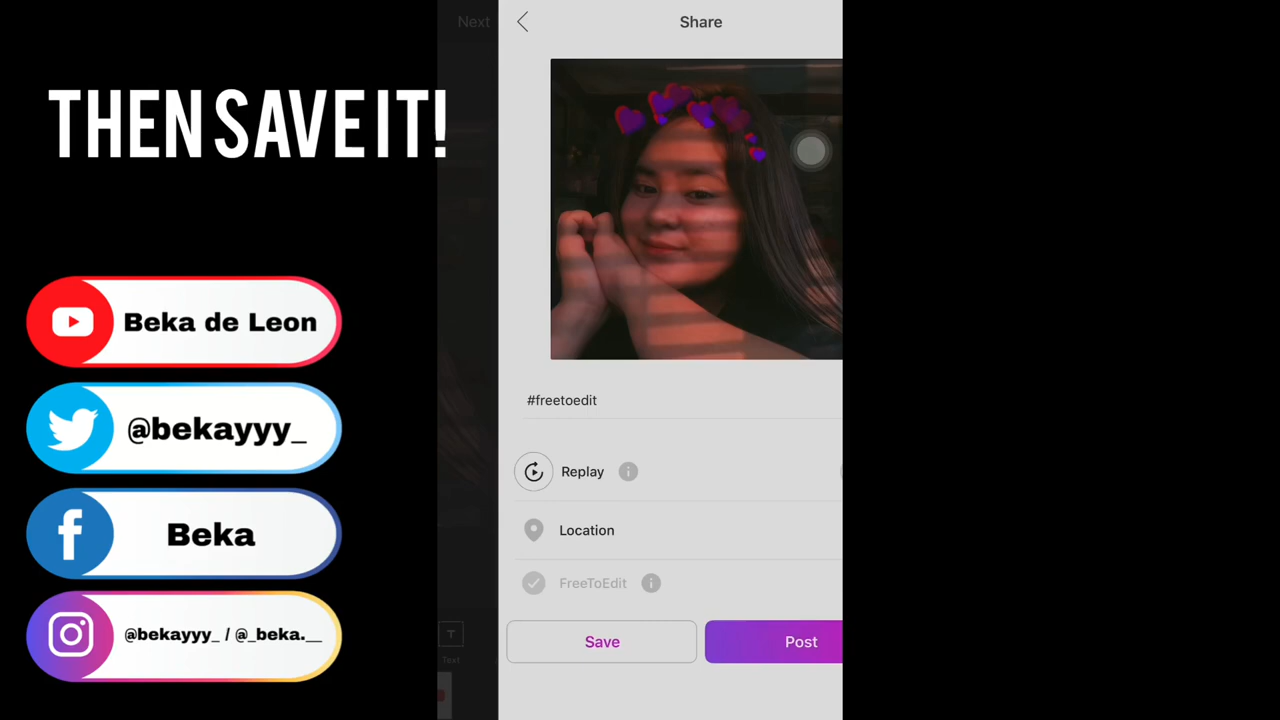 THEN SAVE IT!
Beka de Leon
@bekayyy_
Beka
@bekayyy_ / @_beka.__
Next
Share
#freetoedit
Replay
Location
FreeToEdit
Save
Post
T
Text